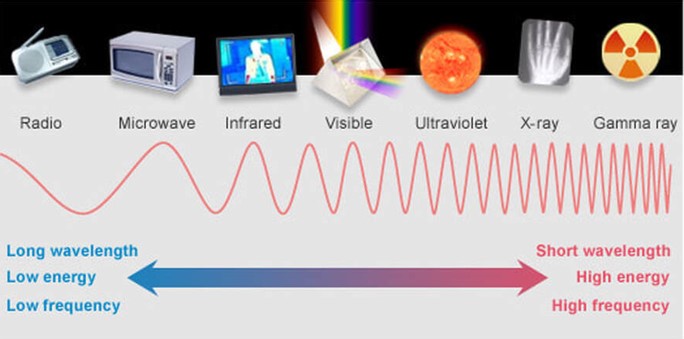 Radio Microwave Infrared Visible Ultraviolet X-ray Gamma ray
Long wavelength
Low energy
Low frequency
Short wavelength
High energy
High frequency